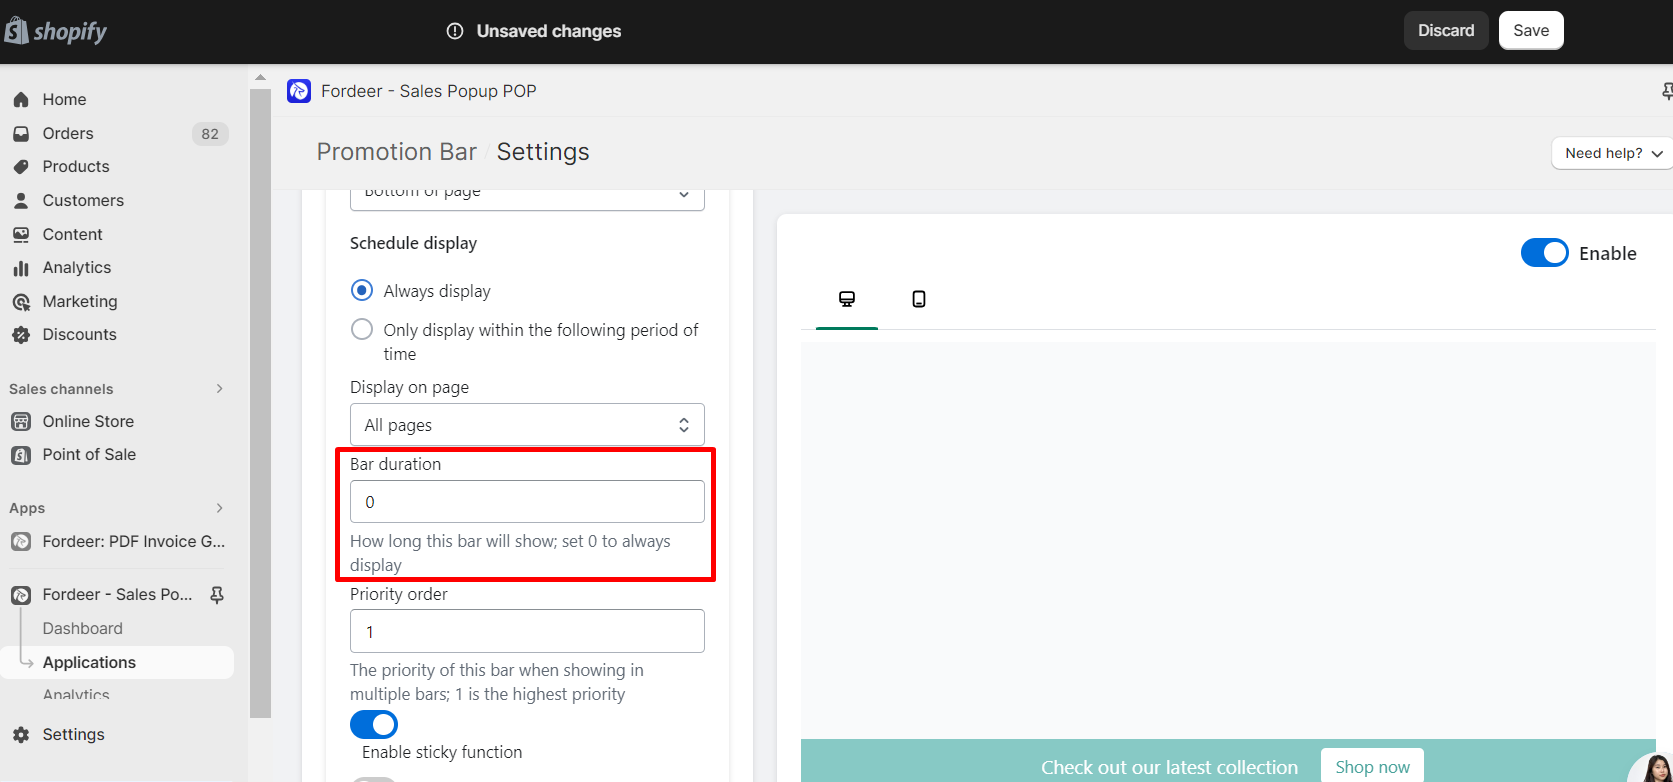 shopify
Unsaved changes
Discard
Save
Home
Orders
82
Products
Customers
Content
Analytics
Marketing
Discounts
Sales channels
Online Store
Point of Sale
Apps
Fordeer: PDF Invoice G...
Fordeer - Sales Po...
Dashboard
Applications
Analytics
Settings
Fordeer - Sales Popup POP
Promotion Bar / Settings
Need help?
Bottom of page
Schedule display
Always display
Only display within the following period of
time
Display on page
All pages
Bar duration
0
How long this bar will show; set 0 to always
display
Priority order
1
The priority of this bar when showing in
multiple bars; 1 is the highest priority
Enable sticky function
Enable
Check out our latest collection
Shop now